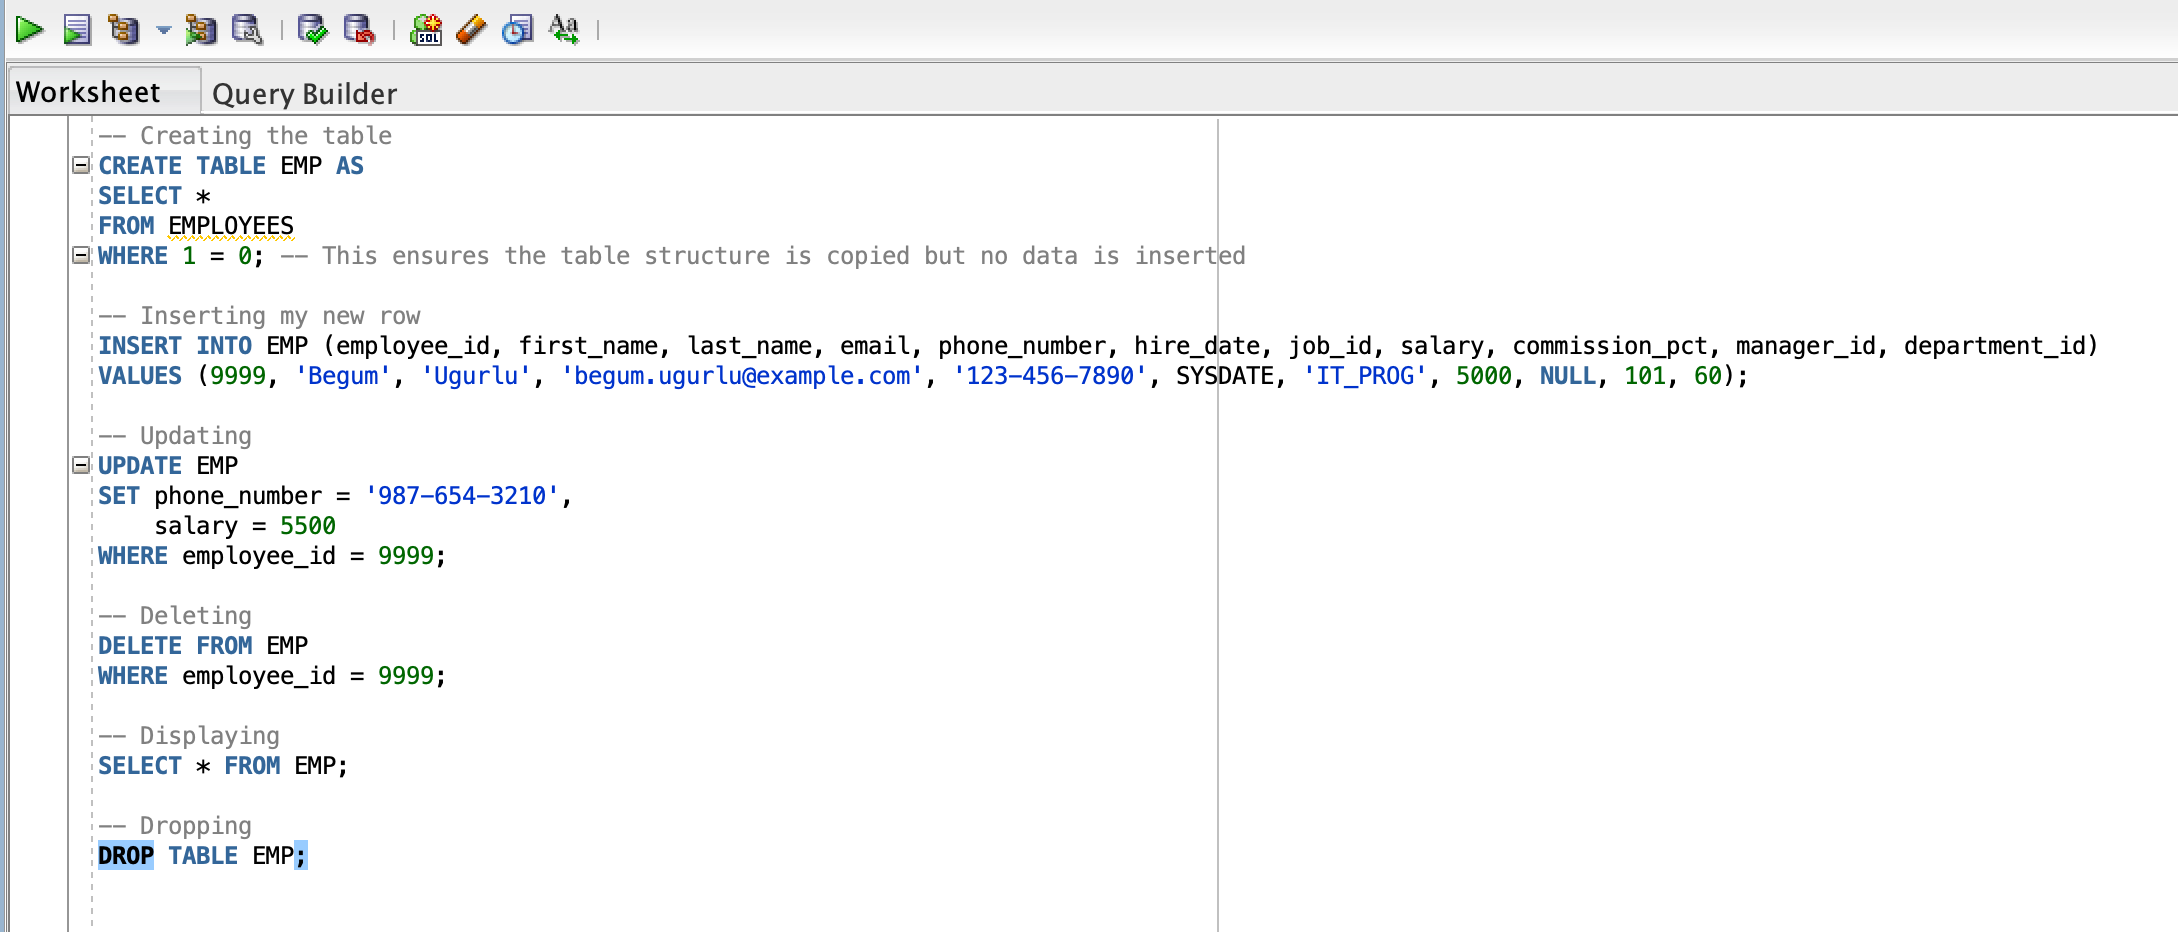 SQL
Aa
Worksheet
Query Builder
-- Creating the table
CREATE TABLE EMP AS
SELECT *
FROM EMPLOYEES
WHERE 1 = 0; -- This ensures the table structure is copied but no data is inserted
-- Inserting my new row
INSERT INTO EMP (employee_id, first_name, last_name, email, phone_number, hire_date, job_id, salary, commission_pct, manager_id, department_id)
VALUES (9999, 'Begum', 'Ugurlu', 'begum.ugurlu@example.com', '123-456-7890', SYSDATE, 'IT_PROG', 5000, NULL, 101, 60);
-- Updating
UPDATE EMP
SET phone_number = '987-654-3210',
    salary = 5500
WHERE employee_id = 9999;
-- Deleting
DELETE FROM EMP
WHERE employee_id = 9999;
-- Displaying
SELECT * FROM EMP;
-- Dropping
DROP TABLE EMP;